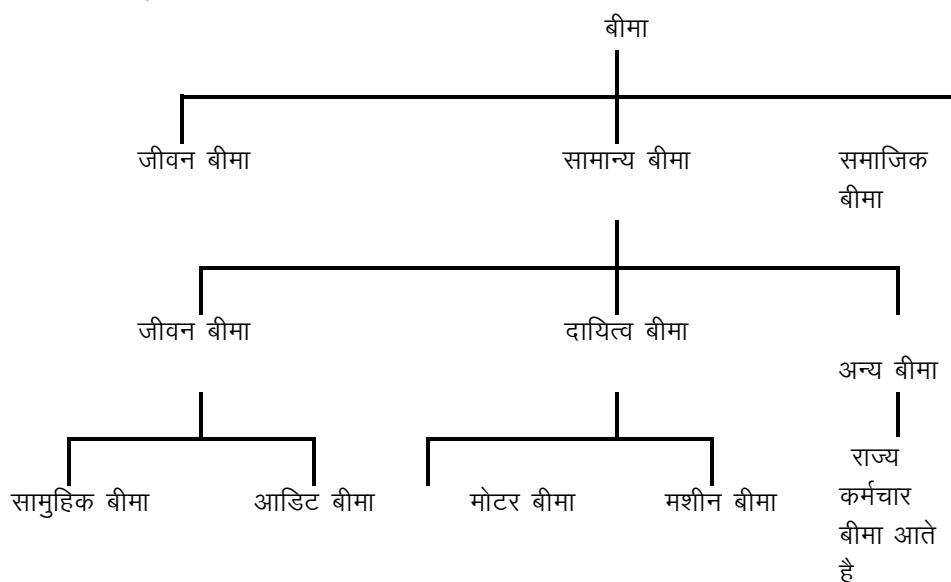 बीमा
जीवन बीमा सामान्य बीमा समाजिक
बीमा
जीवन बीमा दायित्व बीमा
अन्य बीमा
राज्य
सामुहिक बीमा आडिट बीमा मोटर बीमा मशीन बीमा कर्मचार
बीमा आते
है